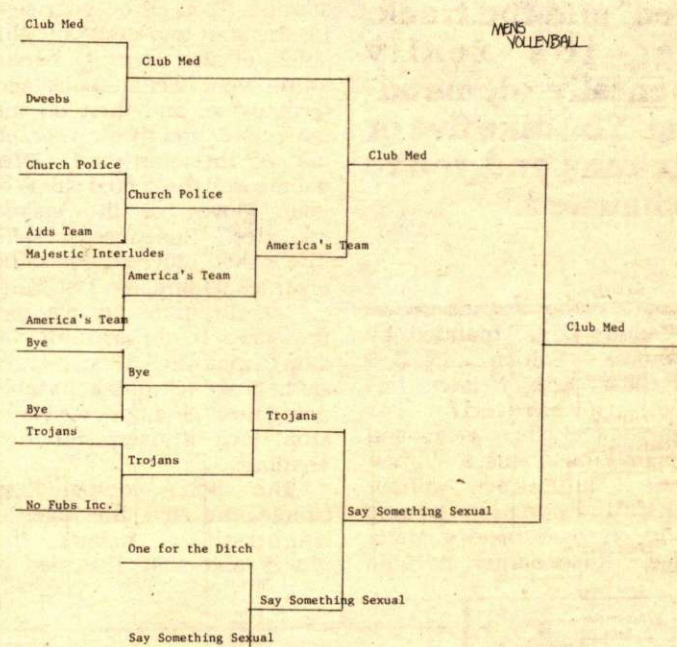 MENS
VOLLEYBALL
Club Med
Club Med
Dweebs
Club Med
Church Police
Church Police
Aids Team
Majestic Interludes
America's Team
America's Team
America's Team
Bye
Club Med
Bye
Bye
Trojans
Trojans
Trojans
No Fubs Inc.
Say Something Sexual
One for the Ditch
Say Something Sexual
Say Something Sexual